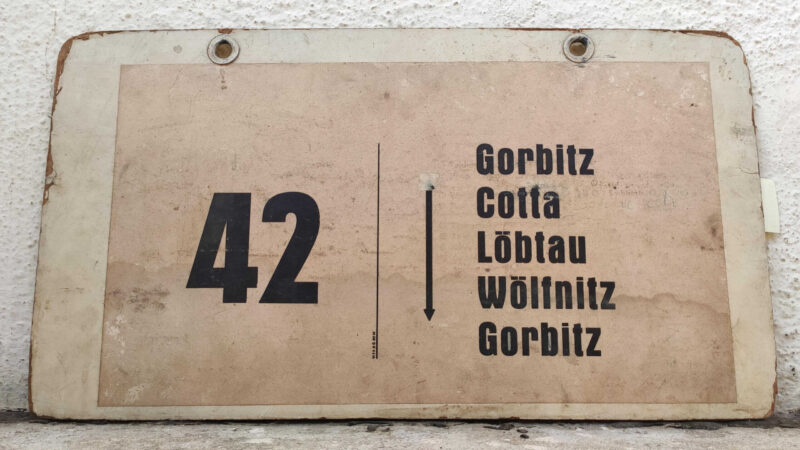 42
Gorbitz
Cotta
Löbtau
Wölfnitz
Gorbitz